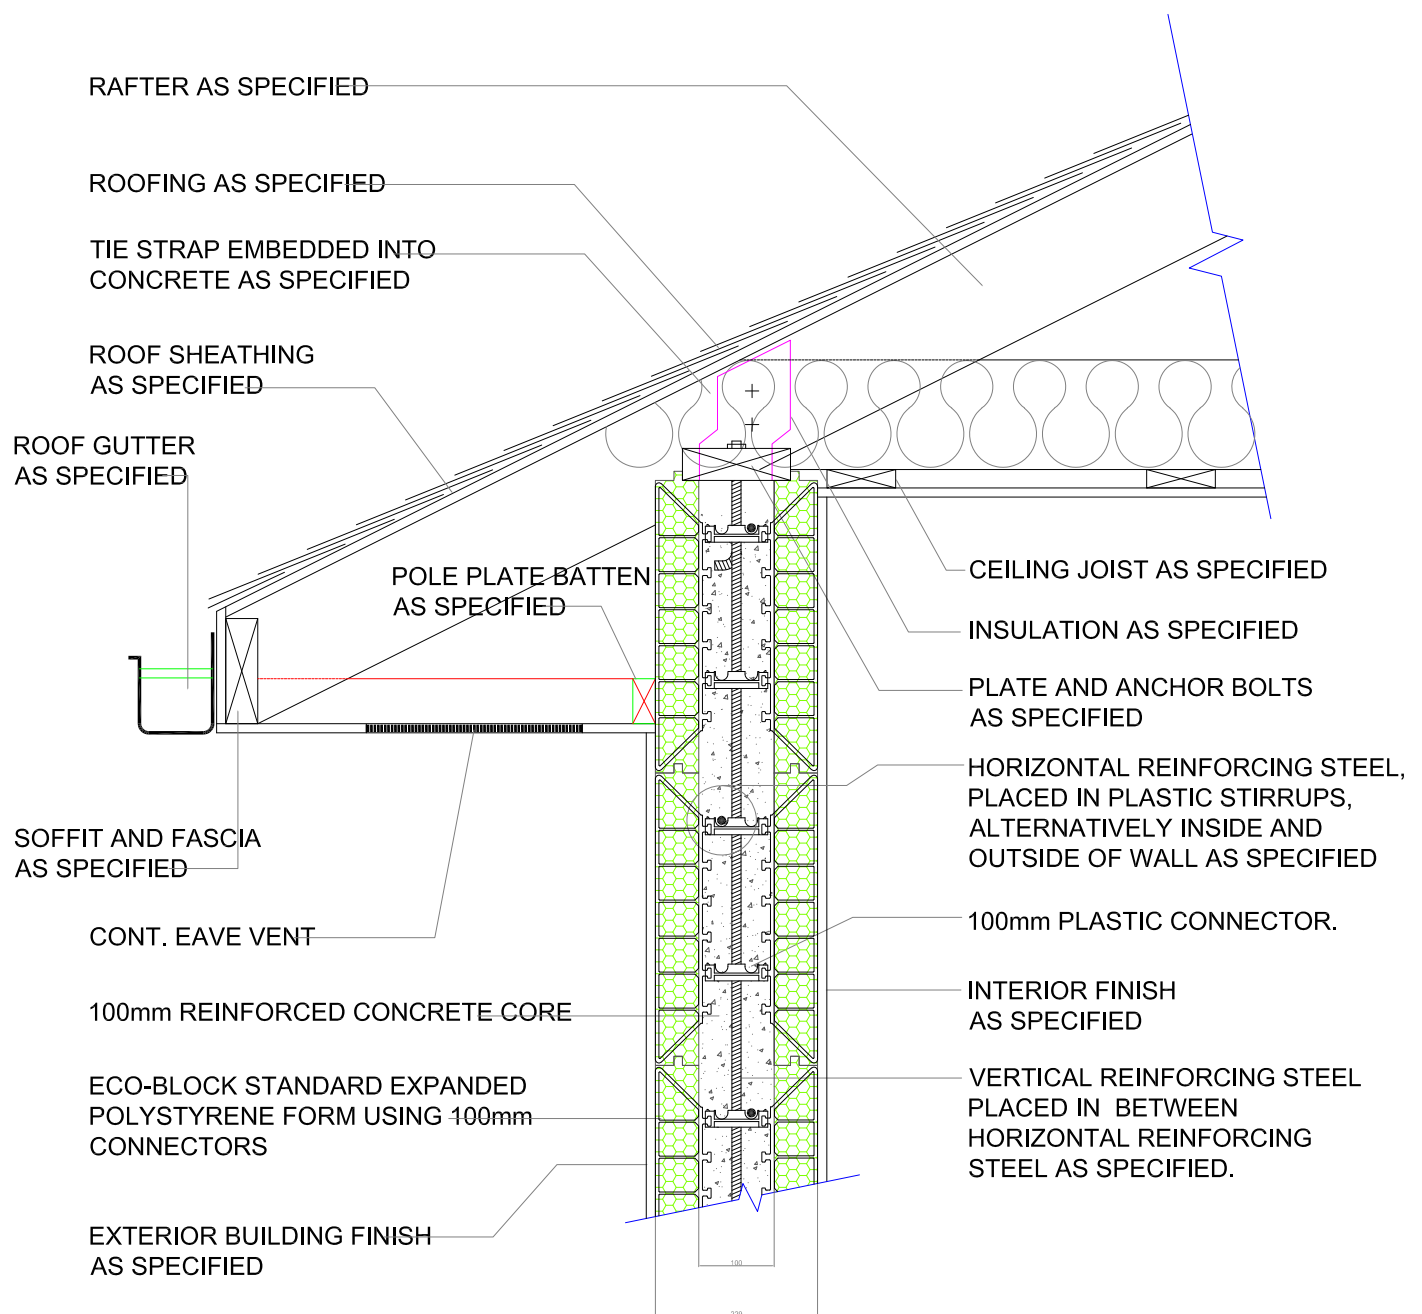 RAFTER AS SPECIFIED
ROOFING AS SPECIFIED
TIE STRAP EMBEDDED INTO
CONCRETE AS SPECIFIED
ROOF SHEATHING
AS SPECIFIED
ROOF GUTTER
AS SPECIFIED
POLE PLATE BATTEN
AS SPECIFIED
SOFFIT AND FASCIA
AS SPECIFIED
CONT. EAVE VENT
100mm REINFORCED CONCRETE CORE
ECO-BLOCK STANDARD EXPANDED
POLYSTYRENE FORM USING 100mm
CONNECTORS
EXTERIOR BUILDING FINISH
AS SPECIFIED
CEILING JOIST AS SPECIFIED
INSULATION AS SPECIFIED
PLATE AND ANCHOR BOLTS
AS SPECIFIED
HORIZONTAL REINFORCING STEEL,
PLACED IN PLASTIC STIRRUPS,
ALTERNATIVELY INSIDE AND
OUTSIDE OF WALL AS SPECIFIED
100mm PLASTIC CONNECTOR.
INTERIOR FINISH
AS SPECIFIED
VERTICAL REINFORCING STEEL
PLACED IN BETWEEN
HORIZONTAL REINFORCING
STEEL AS SPECIFIED.
100